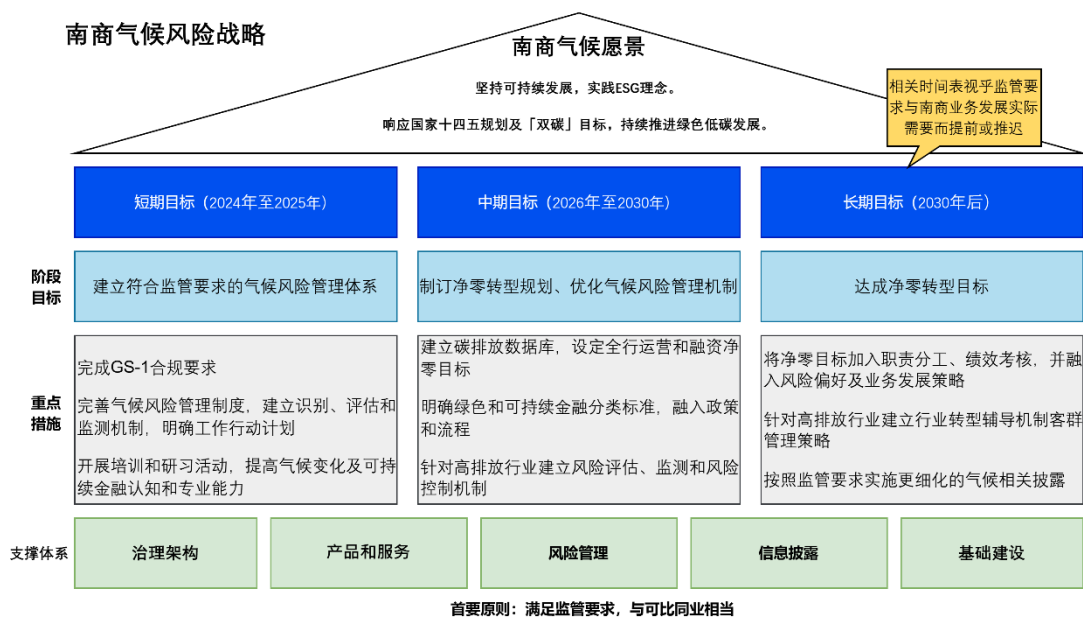 南商气候风险战略
南商气候愿景
坚持可持续发展，实践ESG理念。
响应国家十四五规划及「双碳」目标，持续推进绿色低碳发展。
相关时间表视乎监管要
求与南商业务发展实际
需要而提前或推迟
短期目标（2024年至2025年）
中期目标（2026年至2030年）
长期目标（2030年后）
阶段
目标
建立符合监管要求的气候风险管理体系
制订净零转型规划、优化气候风险管理机制
达成净零转型目标
重点
措施
完成GS-1合规要求
完善气候风险管理制度，建立识别、评估和
监测机制，明确工作行动计划
开展培训和研习活动，提高气候变化及可持
续金融认知和专业能力
建立碳排放数据库，设定全行运营和融资净
零目标
明确绿色和可持续金融分类标准，融入政策
和流程
针对高排放行业建立风险评估、监测和风险
控制机制
将净零目标加入职责分工、绩效考核，并融
入风险偏好及业务发展策略
针对高排放行业建立行业转型辅导机制客群
管理策略
按照监管要求实施更细化的气候相关披露
支撑体系
治理架构
产品和服务
风险管理
信息披露
基础建设
首要原则：满足监管要求，与可比同业相当